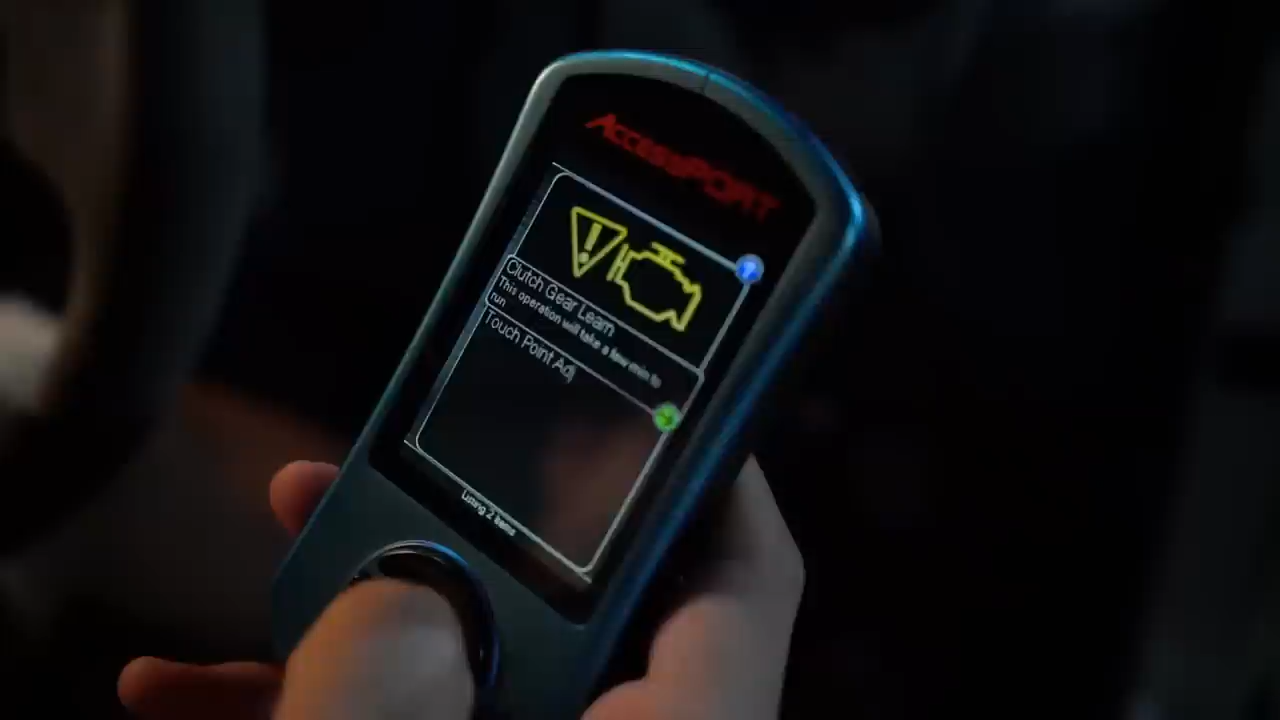 ACCESSPORT
Clutch Gear Learn
This operation will take a few min to
run
Touch Point Adj
Listing 2 items